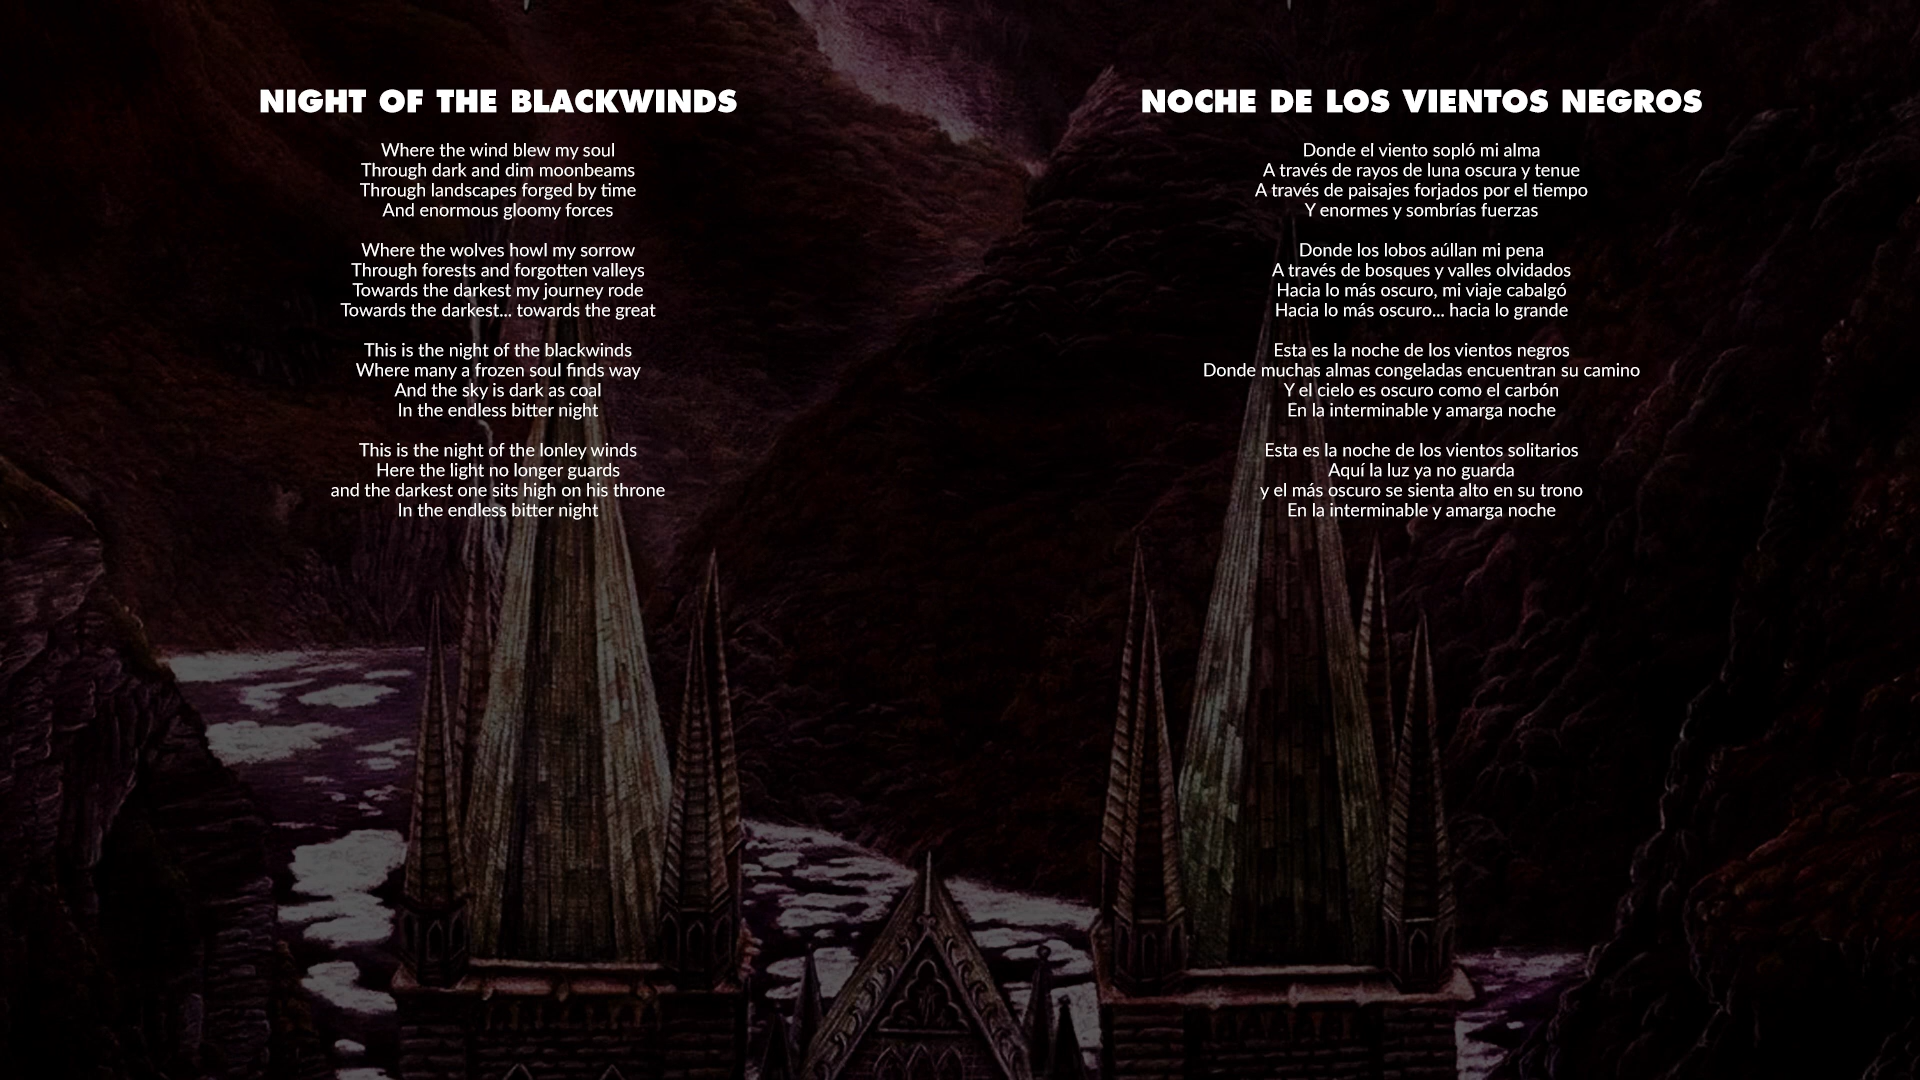 NIGHT OF THE BLACKWINDS
Where the wind blew my soul
Through dark and dim moonbeams
Through landscapes forged by time
And enormous gloomy forces
Where the wolves howl my sorrow
Through forests and forgotten valleys
Towards the darkest my journey rode
Towards the darkest... towards the great
This is the night of the blackwinds
Where many a frozen soul finds way
And the sky is dark as coal
In the endless bitter night
This is the night of the lonley winds
Here the light no longer guards
and the darkest one sits high on his throne
In the endless bitter night
NOCHE DE LOS VIENTOS NEGROS
Donde el viento sopló mi alma
A través de rayos de luna oscura y tenue
A través de paisajes forjados por el tiempo
Y enormes y sombrías fuerzas
Donde los lobos aúllan mi pena
A través de bosques y valles olvidados
Hacia lo más oscuro, mi viaje cabalgó
Hacia lo más oscuro... hacia lo grande
Esta es la noche de los vientos negros
Donde muchas almas congeladas encuentran su camino
Y el cielo es oscuro como el carbón
En la interminable y amarga noche
Esta es la noche de los vientos solitarios
Aquí la luz ya no guarda
y el más oscuro se sienta alto en su trono
En la interminable y amarga noche